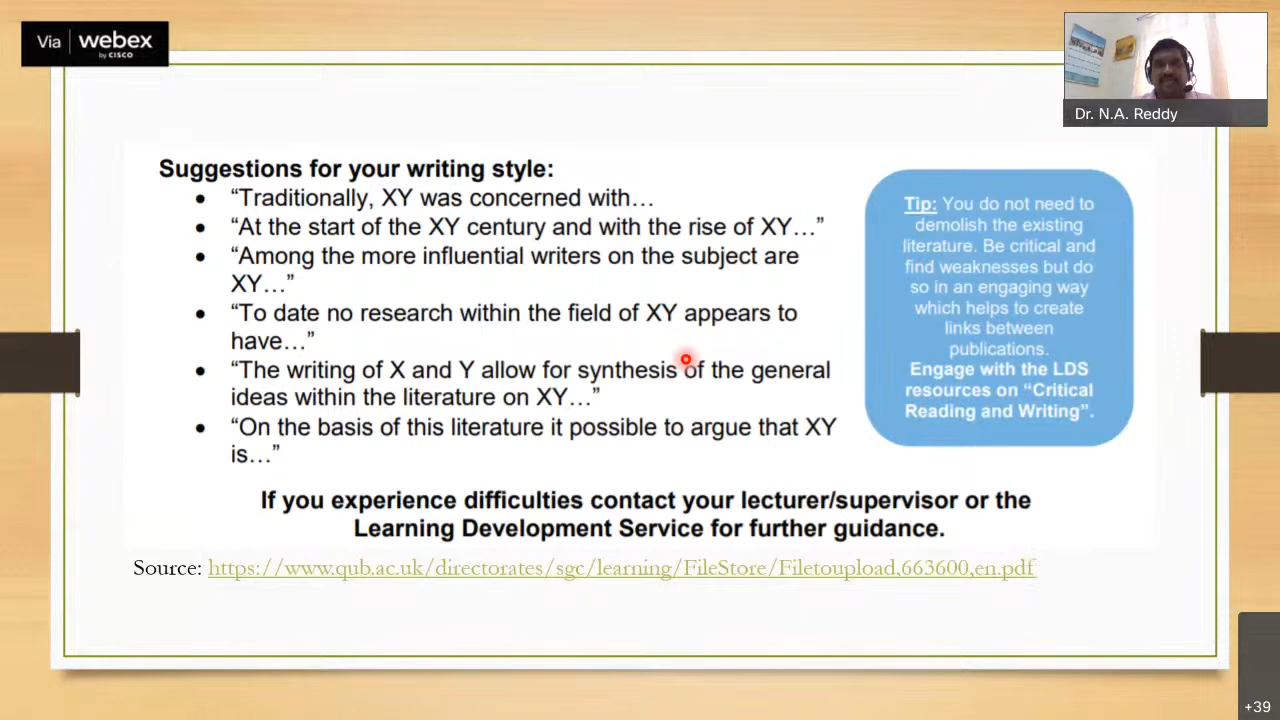 Via webex
by CISCO
Dr. N.A. Reddy
Suggestions for your writing style:
• “Traditionally, XY was concerned with…
• “At the start of the XY century and with the rise of XY…”
• “Among the more influential writers on the subject are
XY…”
• “To date no research within the field of XY appears to
have…”
• “The writing of X and Y allow for synthesis of the general
ideas within the literature on XY…”
• “On the basis of this literature it possible to argue that XY
is…”
Tip: You do not need to
demolish the existing
literature. Be critical and
find weaknesses but do
so in an engaging way
which helps to create
links between
publications.
Engage with the LDS
resources on “Critical
Reading and Writing”.
If you experience difficulties contact your lecturer/supervisor or the
Learning Development Service for further guidance.
Source: https://www.qub.ac.uk/directorates/sgc/learning/FileStore/Filetoupload,663600,en.pdf
+39